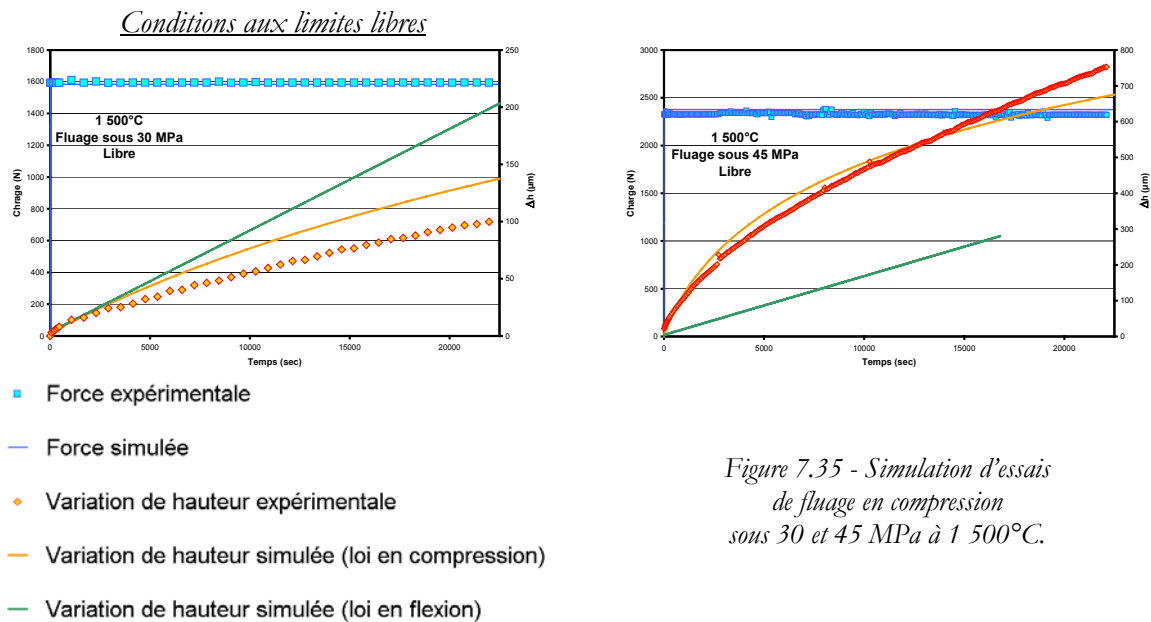 Conditions aux limites libres
1800
1600
1400
1200
1000
800
600
400
200
0
Chrage (N)
250
200
150
100
50
0
Δh (µm)
1 500°C
Fluage sous 30 MPa
Libre
0
5000
10000
15000
20000
Temps (sec)
3000
2500
2000
1500
1000
500
0
Charge (N)
800
700
600
500
400
300
200
100
0
Δh (µm)
1 500°C
Fluage sous 45 MPa
Libre
0
5000
10000
15000
20000
Temps (sec)
Force expérimentale
Force simulée
Variation de hauteur expérimentale
Variation de hauteur simulée (loi en compression)
Variation de hauteur simulée (loi en flexion)
Figure 7.35 - Simulation d'essais
de fluage en compression
sous 30 et 45 MPa à 1 500°C.